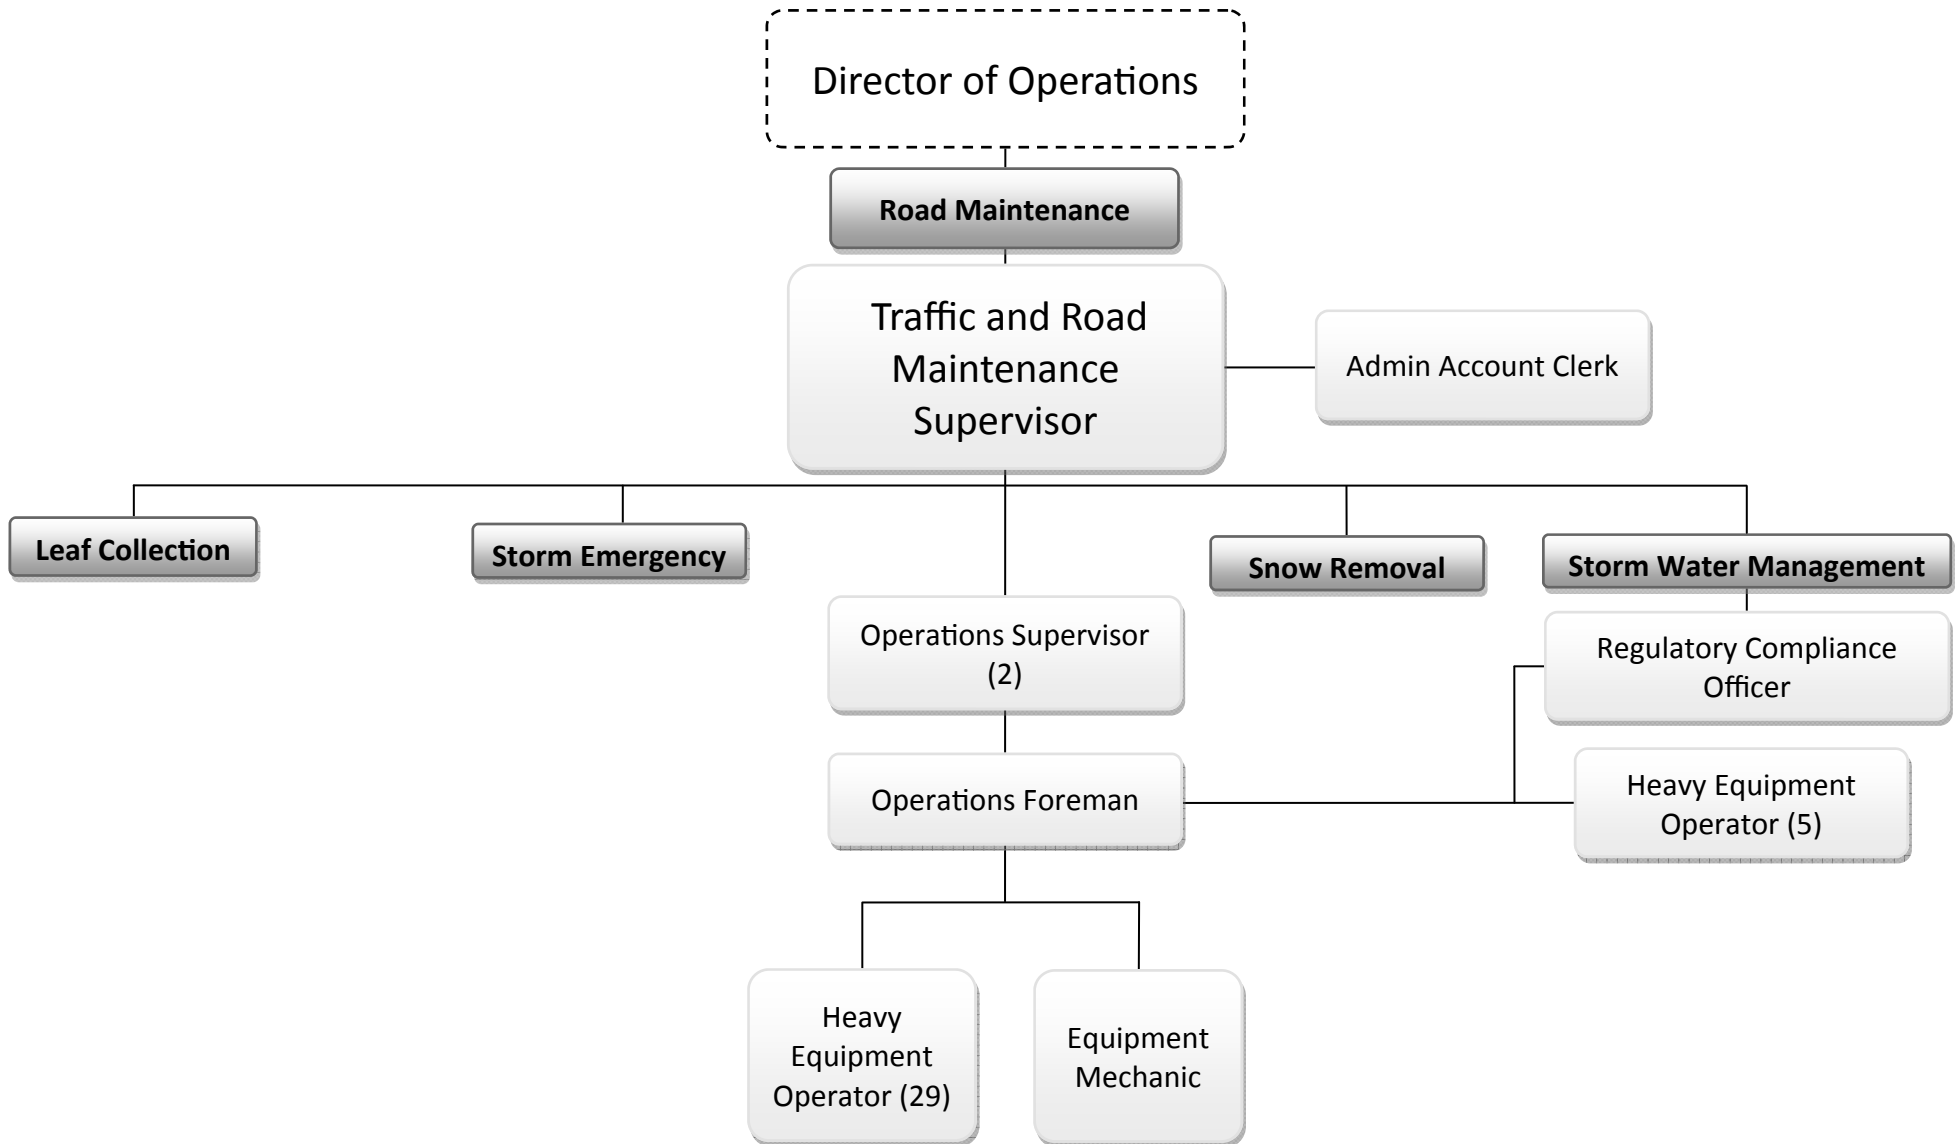 Director of Operations
Road Maintenance
Traffic and Road
Maintenance
Supervisor
Admin Account Clerk
Leaf Collection
Storm Emergency
Snow Removal
Storm Water Management
Operations Supervisor
(2)
Regulatory Compliance
Officer
Operations Foreman
Heavy Equipment
Operator (5)
Heavy
Equipment
Operator (29)
Equipment
Mechanic